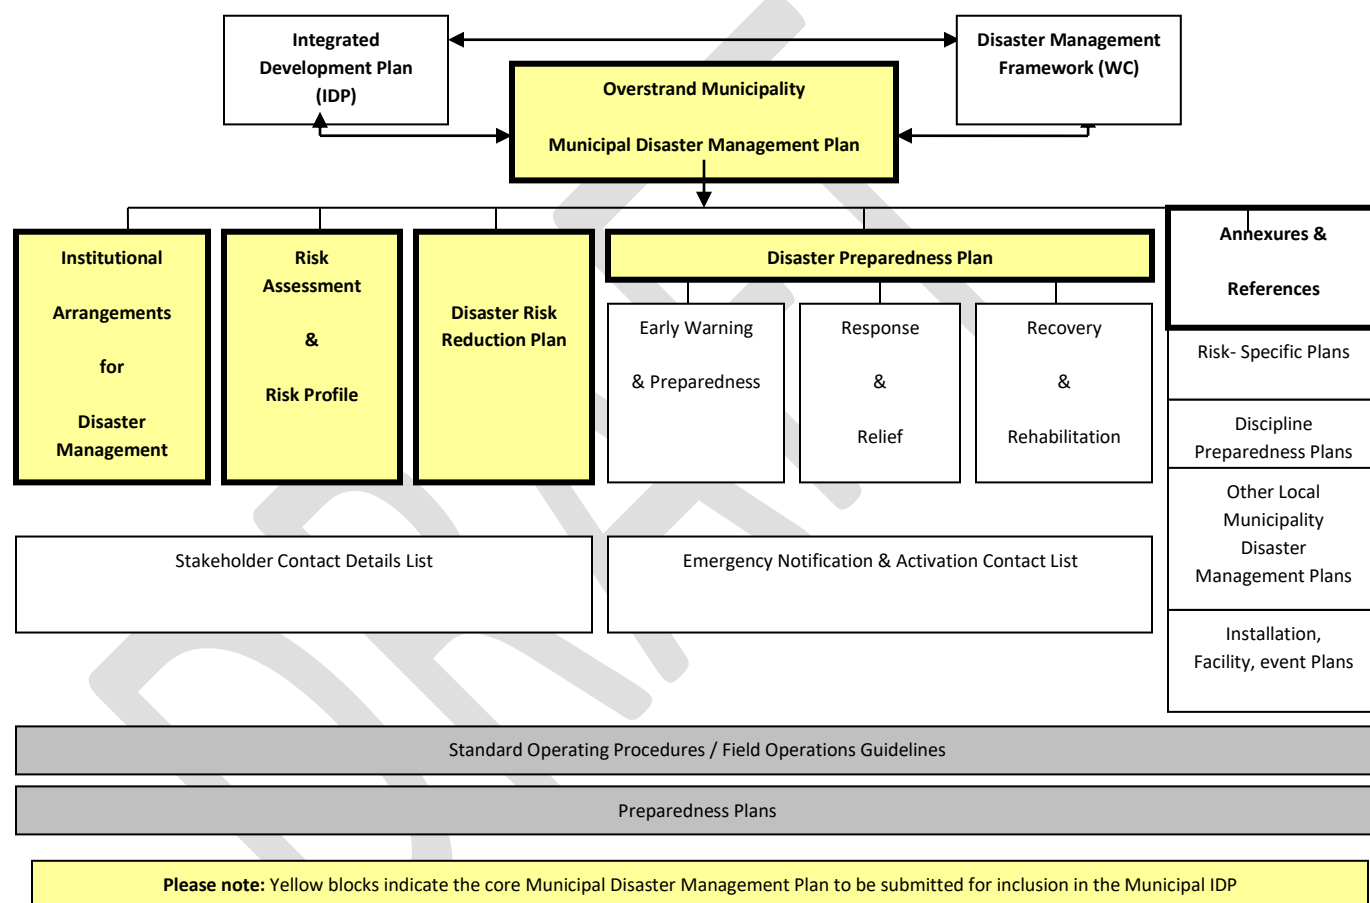 Integrated
Development Plan
(IDP)
Disaster Management
Framework (WC)
Overstrand Municipality
Municipal Disaster Management Plan
Institutional
Arrangements
for
Disaster
Management
Risk
Assessment
&
Risk Profile
Disaster Risk
Reduction Plan
Disaster Preparedness Plan
Early Warning
& Preparedness
Response
&
Relief
Recovery
&
Rehabilitation
Annexures &
References
Risk- Specific Plans
Discipline
Preparedness Plans
Other Local
Municipality
Disaster
Management Plans
Installation,
Facility, event Plans
Stakeholder Contact Details List
Emergency Notification & Activation Contact List
Standard Operating Procedures / Field Operations Guidelines
Preparedness Plans
Please note: Yellow blocks indicate the core Municipal Disaster Management Plan to be submitted for inclusion in the Municipal IDP
DRAFT